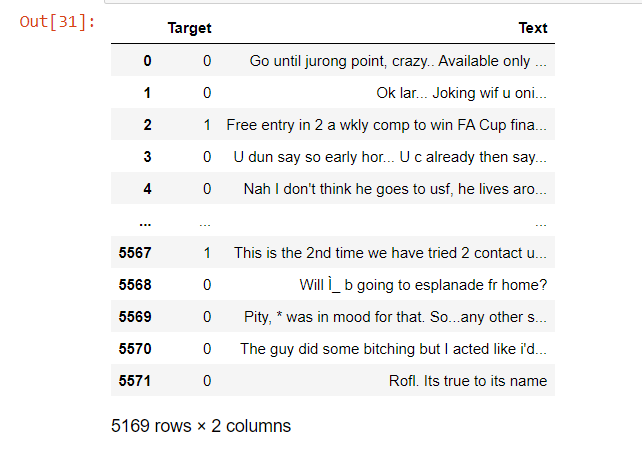 Out[31]:
Target Text
0 0 Go until jurong point, crazy.. Available only ...
1 0 Ok lar... Joking wif u oni...
2 1 Free entry in 2 a wkly comp to win FA Cup fina...
3 0 U dun say so early hor... U c already then say...
4 0 Nah I don't think he goes to usf, he lives aro...
... ... ...
5567 1 This is the 2nd time we have tried 2 contact u...
5568 0 Will Ì_ b going to esplanade fr home?
5569 0 Pity, * was in mood for that. So...any other s...
5570 0 The guy did some bitching but I acted like i'd...
5571 0 Rofl. Its true to its name
5169 rows × 2 columns